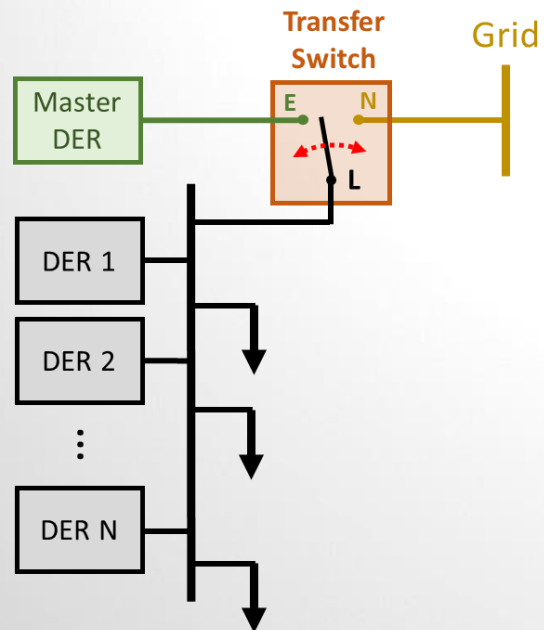 Transfer
Switch
Grid
Master
DER
E
N
L
DER 1
DER 2
...
DER N